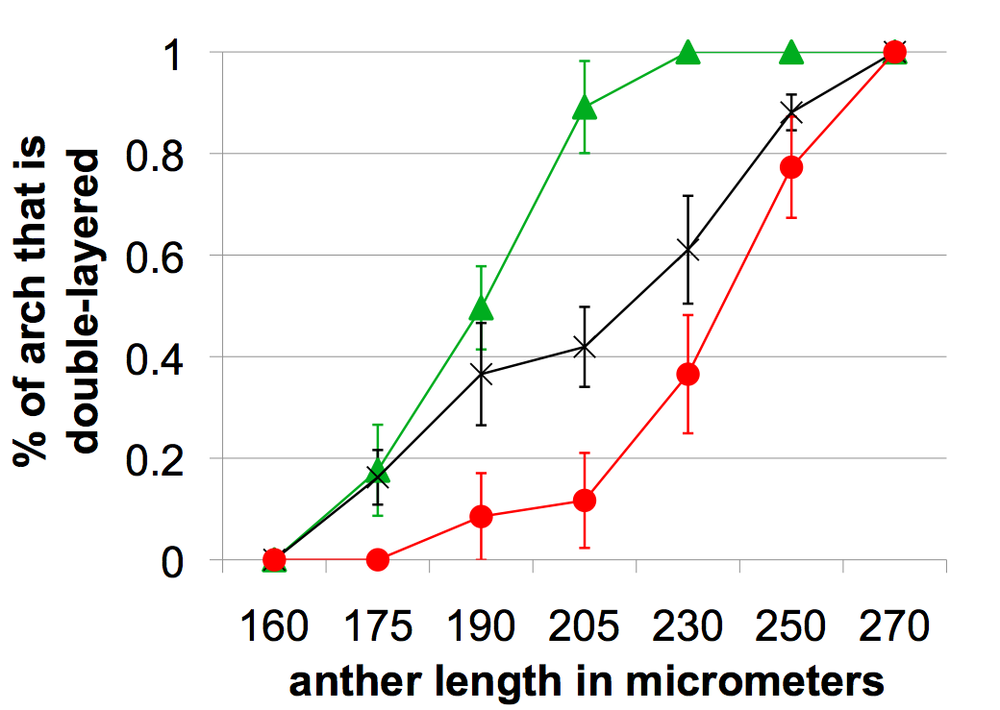 % of arch that is
double-layered
1
0.8
0.6
0.4
0.2
0
160 175 190 205 230 250 270
anther length in micrometers